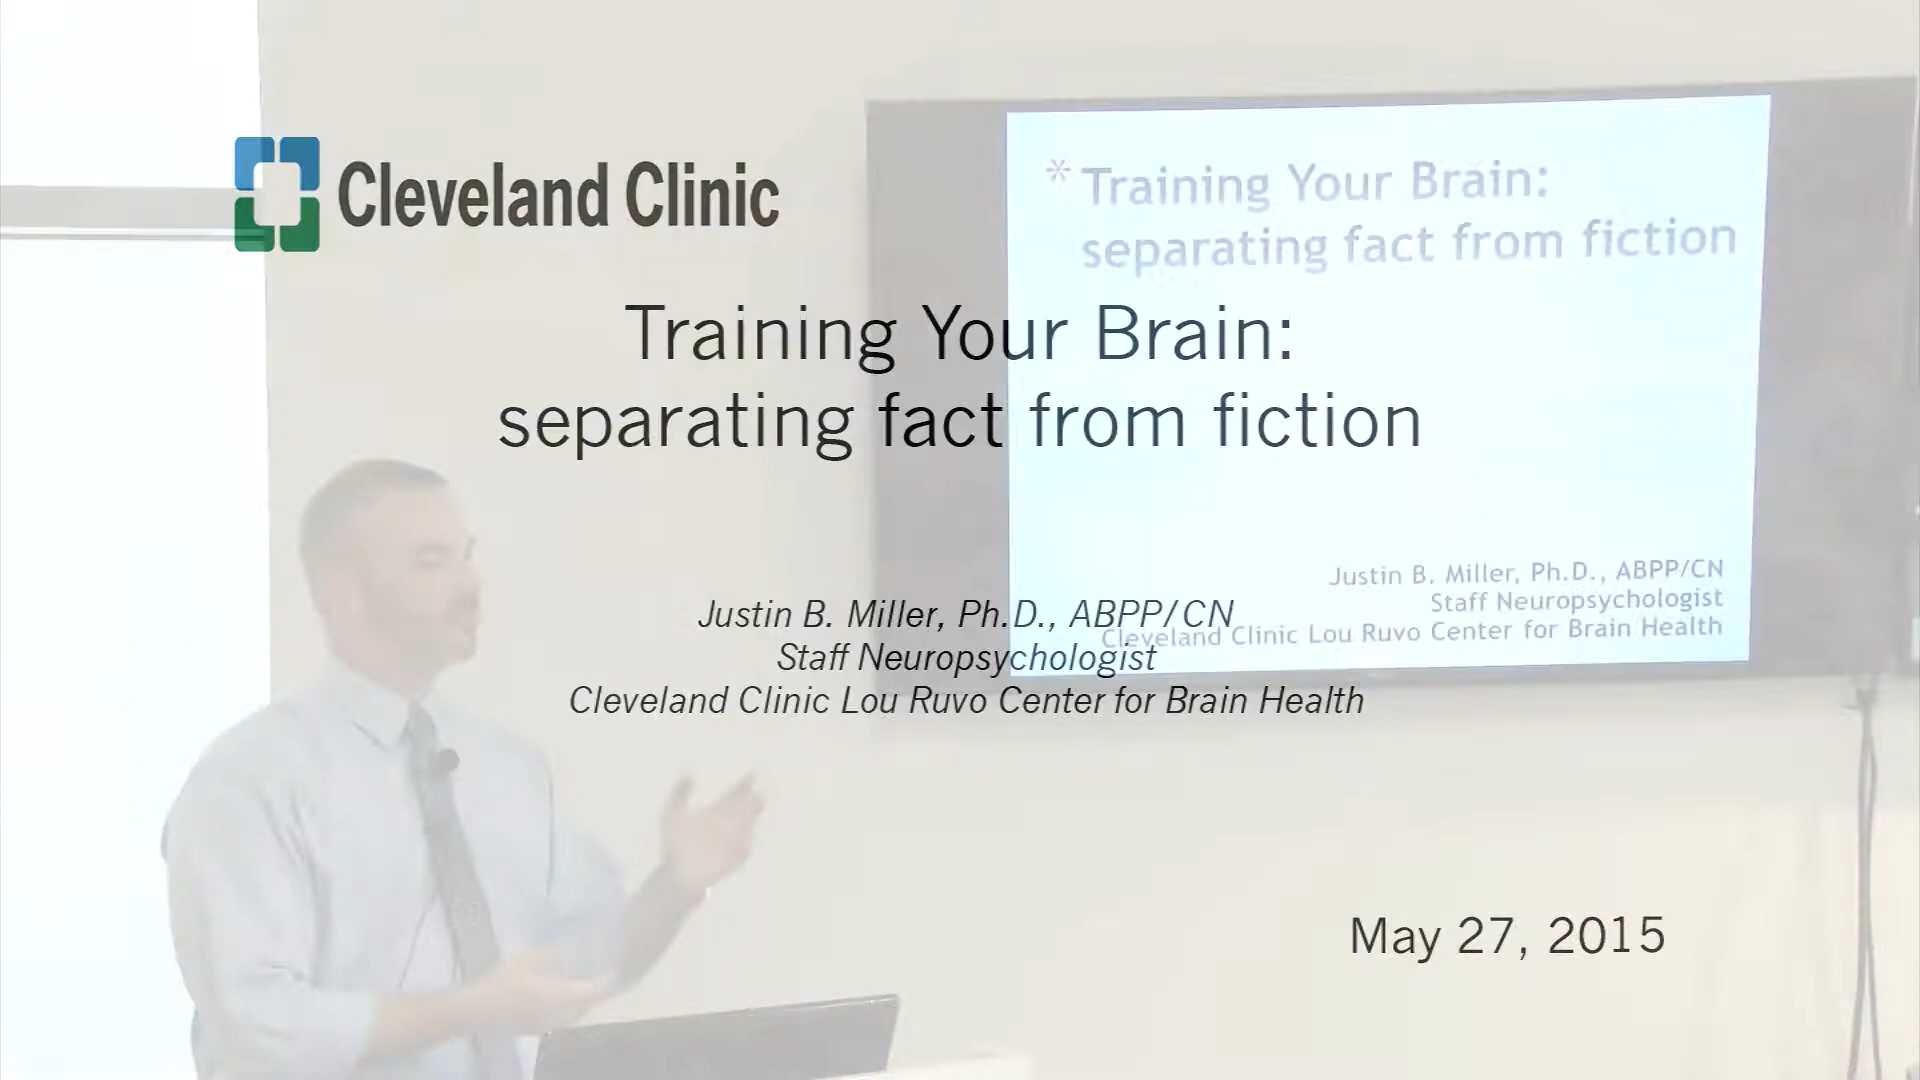 Cleveland Clinic
Training Your Brain:
separating fact from fiction
Justin B. Miller, Ph.D., ABPP/CN
Staff Neuropsychologist
Cleveland Clinic Lou Ruvo Center for Brain Health
May 27, 2015
* Training Your Brain:
separating fact from fiction
Justin B. Miller, Ph.D., ABPP/CN
Staff Neuropsychologist
Cleveland Clinic Lou Ruvo Center for Brain Health